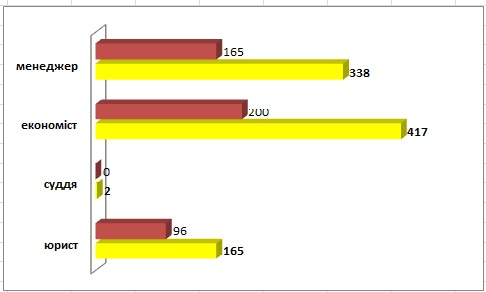 менеджер
165
338
економіст
200
417
суддя
0
2
юрист
96
165